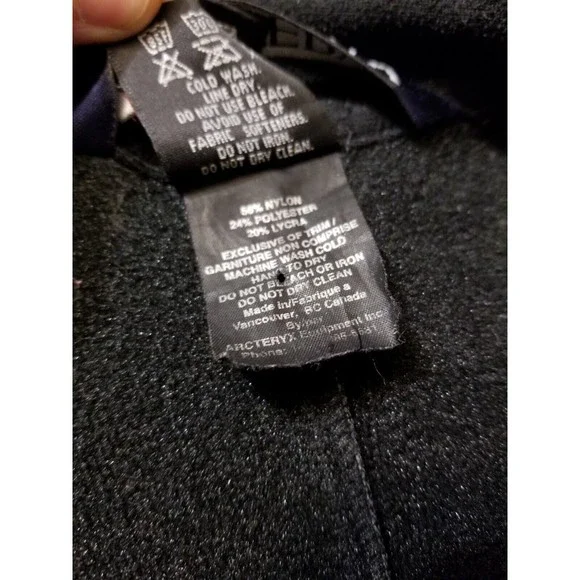 85F
30C
COLD WASH.
LINE DRY.
DO NOT USE BLEACH.
AVOID USE OF
FABRIC SOFTENERS.
DO NOT IRON.
DO NOT DRY CLEAN.
56% NYLON
24% POLYESTER
20% LYCRA
EXCLUSIVE OF TRIM/
GARNITURE NON COMPRISE
MACHINE WASH COLD
HANG TO DRY
DO NOT BLEACH OR IRON
DO NOT DRY CLEAN
Made in/Fabrique a
Vancouver, BC Canada
By/par
ARCTERYX Equipment Inc
Phone: